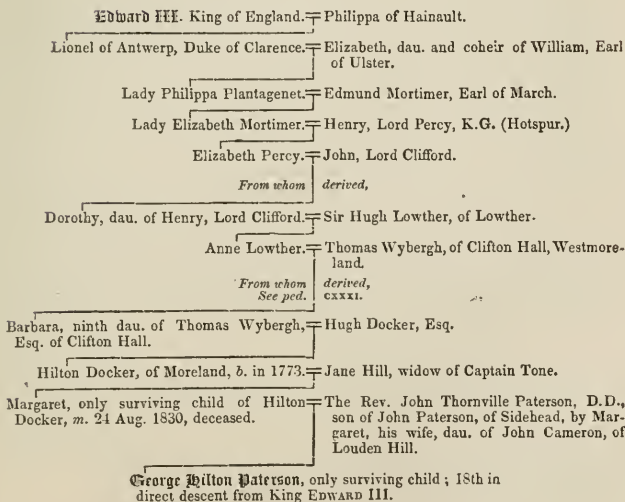 Edward III. King of England. Philippa of Hainault.
Lionel of Antwerp, Duke of Clarence. Elizabeth, dau. and coheir of William, Earl
of Ulster.
Lady Philippa Plantagenet. Edmund Mortimer, Earl of March.
Lady Elizabeth Mortimer. Henry, Lord Percy, K.G. (Hotspur.)
Elizabeth Percy. John, Lord Clifford.
From whom derived,
Dorothy, dau. of Henry, Lord Clifford. Sir Hugh Lowther, of Lowther.
Anne Lowther. Thomas Wybergh, of Clifton Hall, Westmore-
land.
From whom derived,
See ped. CXXXI.
Barbara, ninth dau. of Thomas Wybergh, Hugh Docker, Esq.
Esq. of Clifton Hall.
Hilton Docker, of Moreland, b. in 1773. Jane Hill, widow of Captain Tone.
Margaret, only surviving child of Hilton The Rev. John Thornville Paterson, D.D.,
Docker, m. 24 Aug. 1830, deceased. son of John Paterson, of Sidehead, by Mar-
garet, his wife, dau. of John Cameron, of
Louden Hill.
George Hilton Paterson, only surviving child; 18th in
direct descent from King EDWARD III.